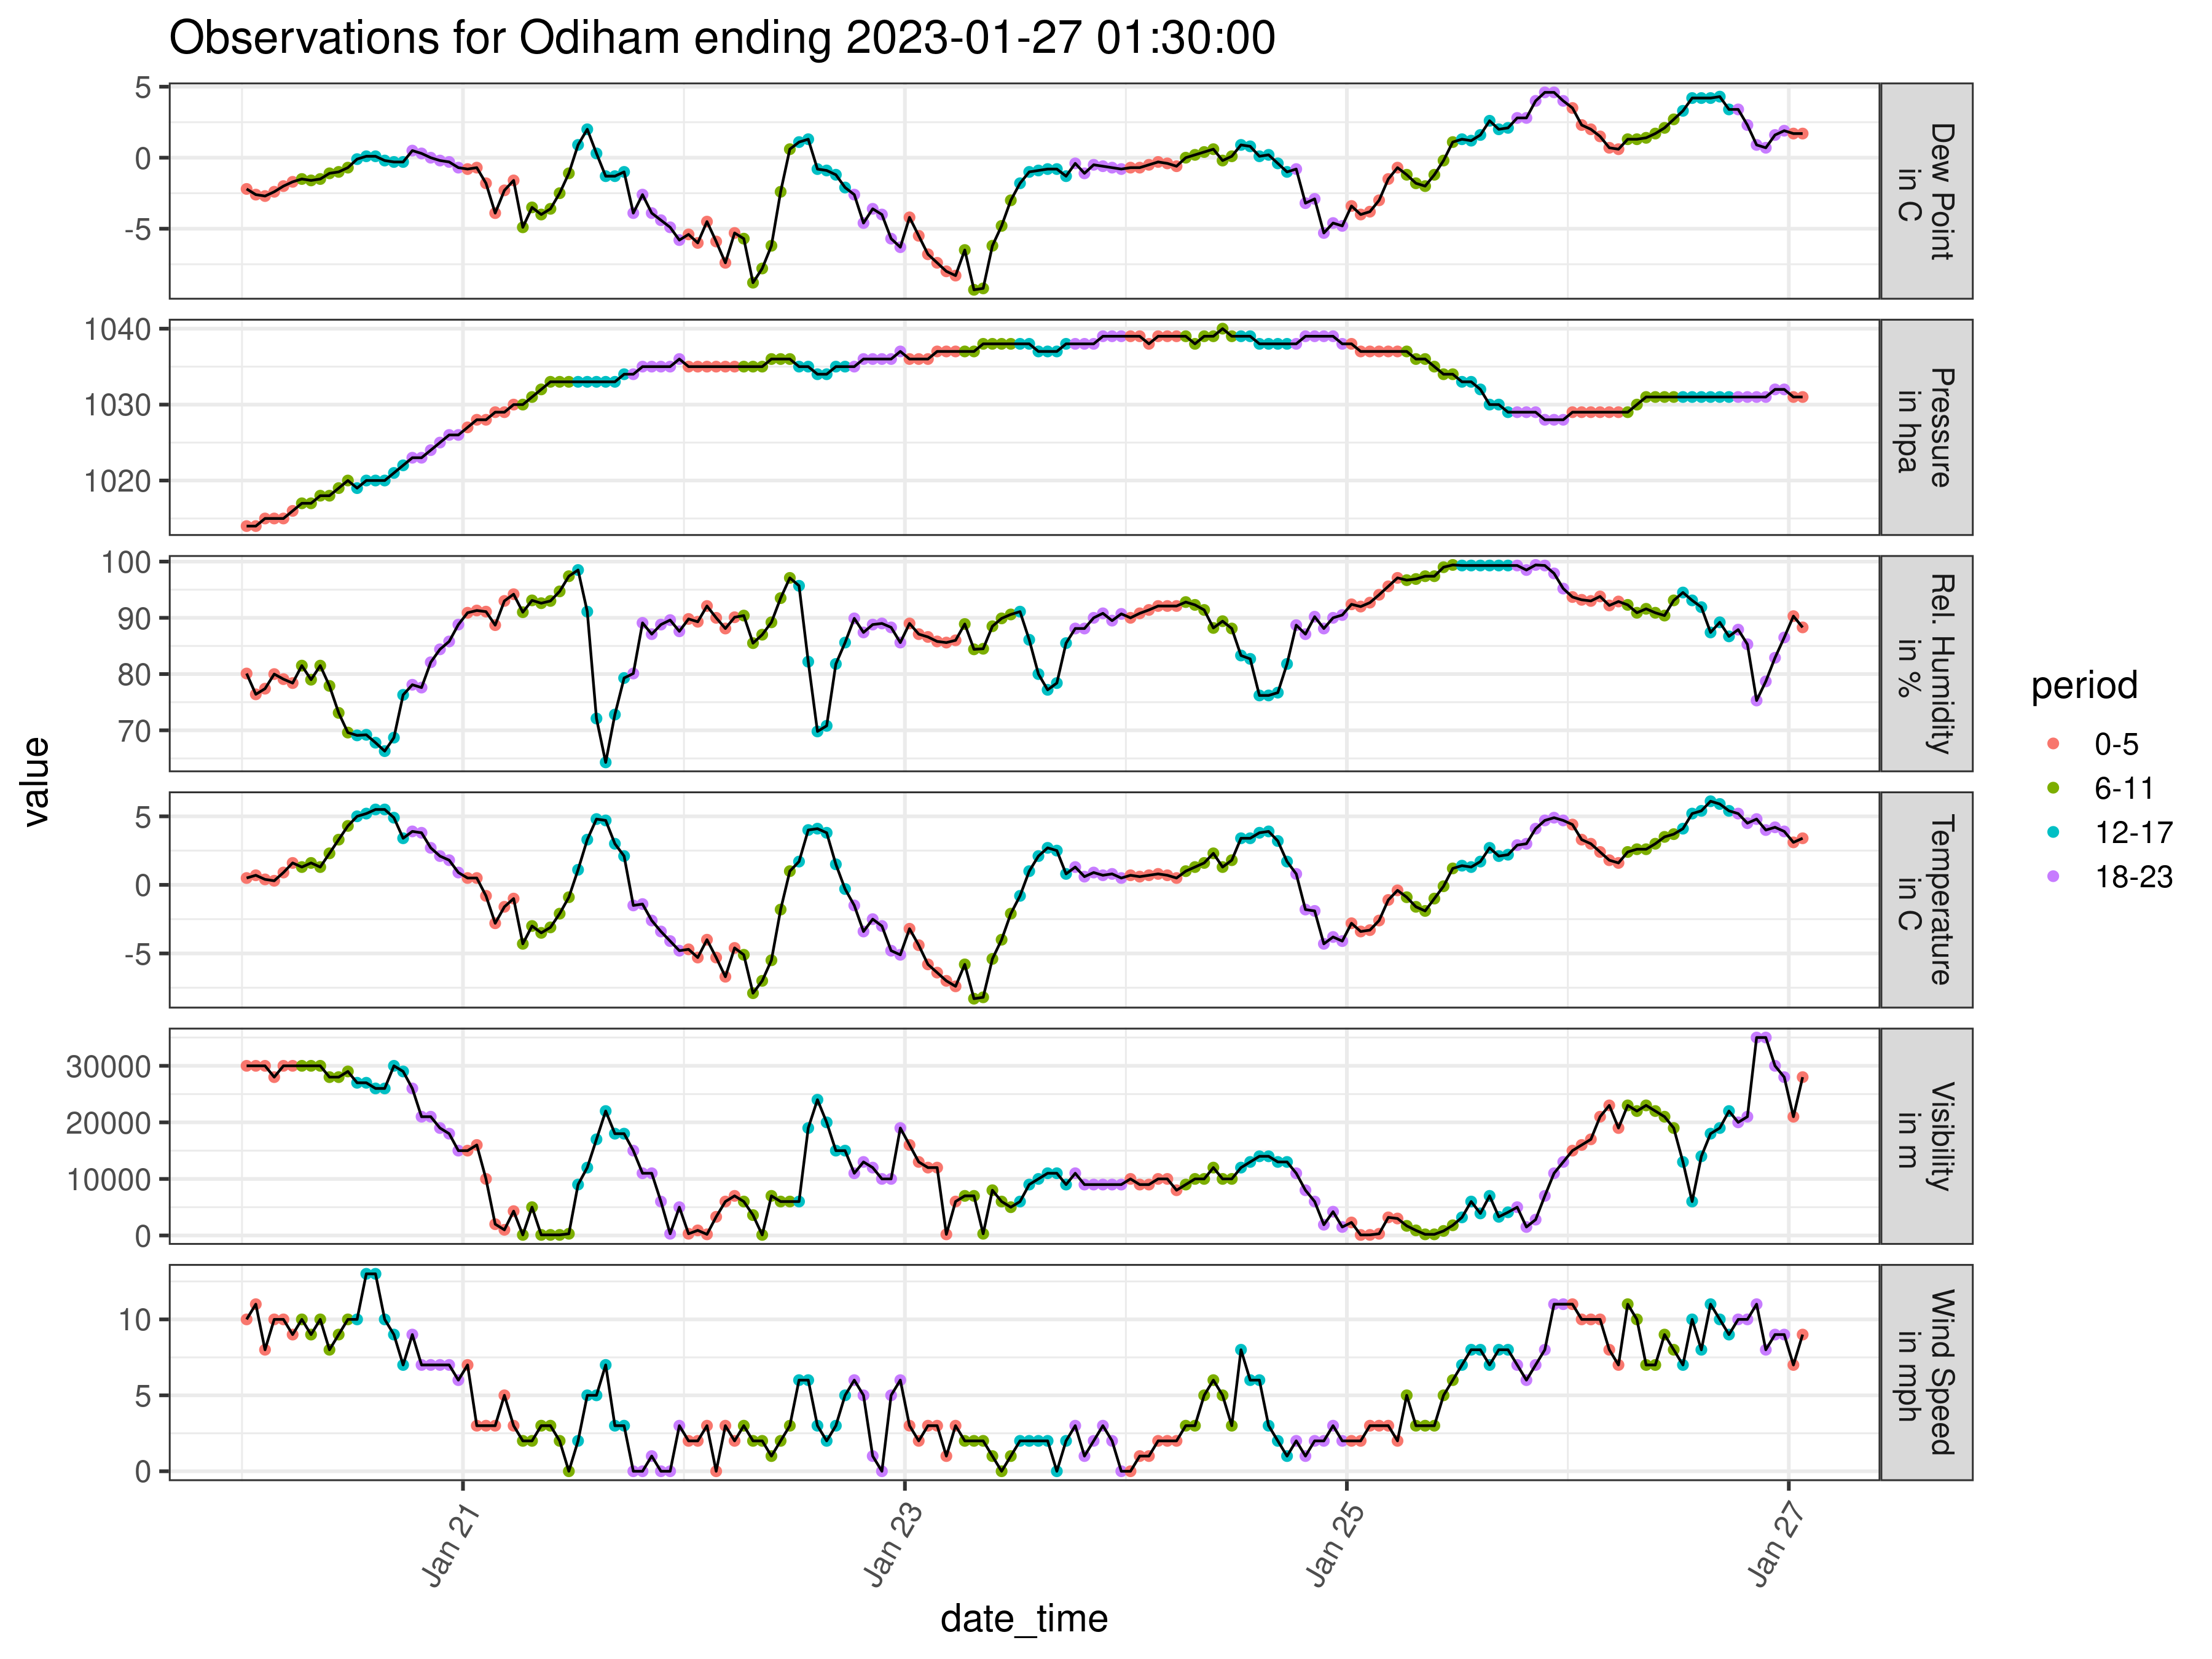 Observations for Odiham ending 2023-01-27 01:30:00
5
0
-5
Dew Point
in C
1040
1030
1020
Pressure
in hpa
100
90
80
70
Rel. Humidity
in %
5
0
-5
Temperature
in C
30000
20000
10000
0
Visibility
in m
10
5
0
Wind Speed
in mph
value
Jan 21
Jan 23
Jan 25
Jan 27
date_time
period
0-5
6-11
12-17
18-23